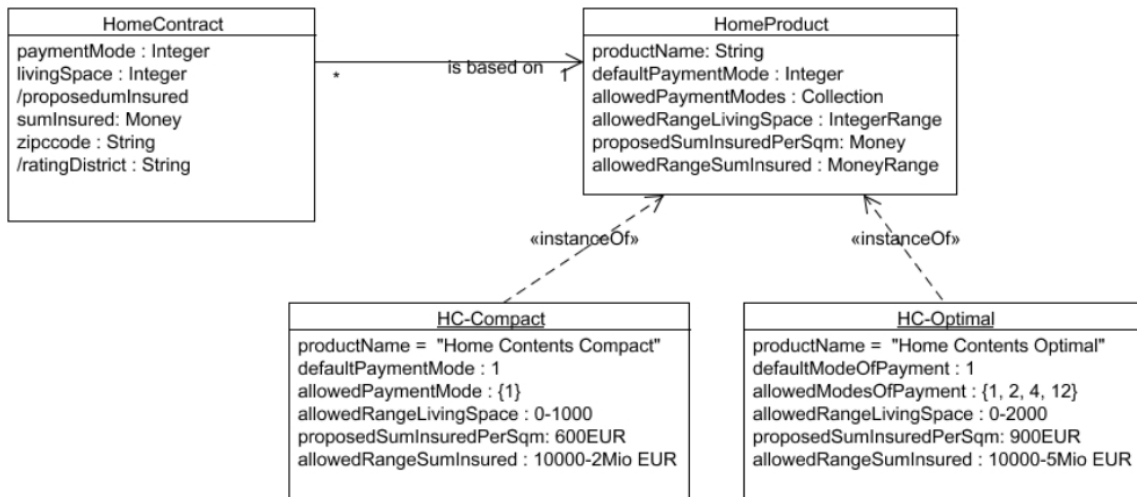 HomeContract
paymentMode : Integer
livingSpace : Integer
/proposedumInsured
sumInsured: Money
zipccode : String
/ratingDistrict : String
*
is based on
1
HomeProduct
productName: String
defaultPaymentMode : Integer
allowedPaymentModes : Collection
allowedRangeLivingSpace : IntegerRange
proposedSumInsuredPerSqm: Money
allowedRangeSumInsured : MoneyRange
«instanceOf»
«instanceOf»
HC-Compact
productName =  "Home Contents Compact"
defaultPaymentMode : 1
allowedPaymentMode : {1}
allowedRangeLivingSpace : 0-1000
proposedSumInsuredPerSqm: 600EUR
allowedRangeSumInsured : 10000-2Mio EUR
HC-Optimal
productName =  "Home Contents Optimal"
defaultModeOfPayment : 1
allowedModesOfPayment : {1, 2, 4, 12}
allowedRangeLivingSpace : 0-2000
proposedSumInsuredPerSqm: 900EUR
allowedRangeSumInsured : 10000-5Mio EUR